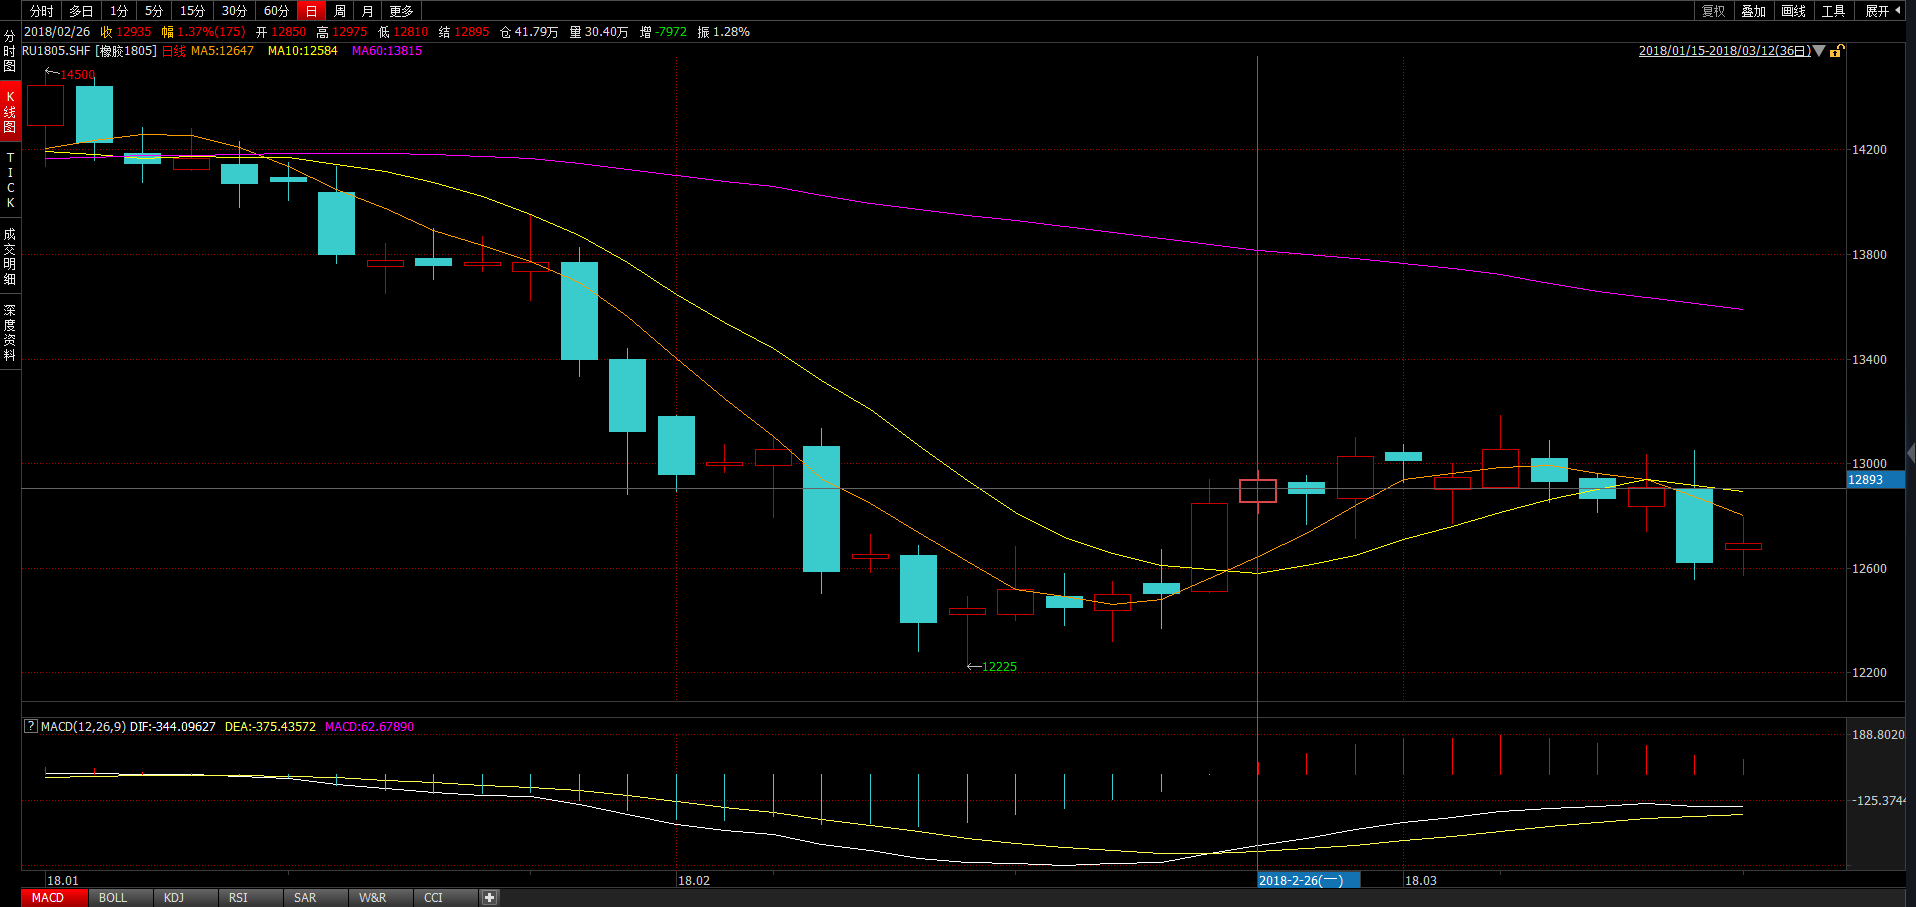 分时 多日 1分 5分 15分 30分 60分 日 周 月 更多 复权 叠加 画线 工具 展开
2018/02/26 收 12935 幅 1.37%(175) 开 12850 高 12975 低 12810 结 12895 仓 41.79万 量 30.40万 增 -7972 振 1.28%
RU1805.SHF [橡胶1805] 日线 MA5:12647 MA10:12584 MA60:13815 2018/01/15-2018/03/12(36日)
分时图
K线图
TICK
成交明细
深度资料
14500
14200
13800
13400
13000
12893
12600
12225
12200
? MACD(12,26,9) DIF:-344.09627 DEA:-375.43572 MACD:62.67890
188.8020
-125.3744
18.01 18.02 2018-2-26(一) 18.03
MACD BOLL KDJ RSI SAR W&R CCI +